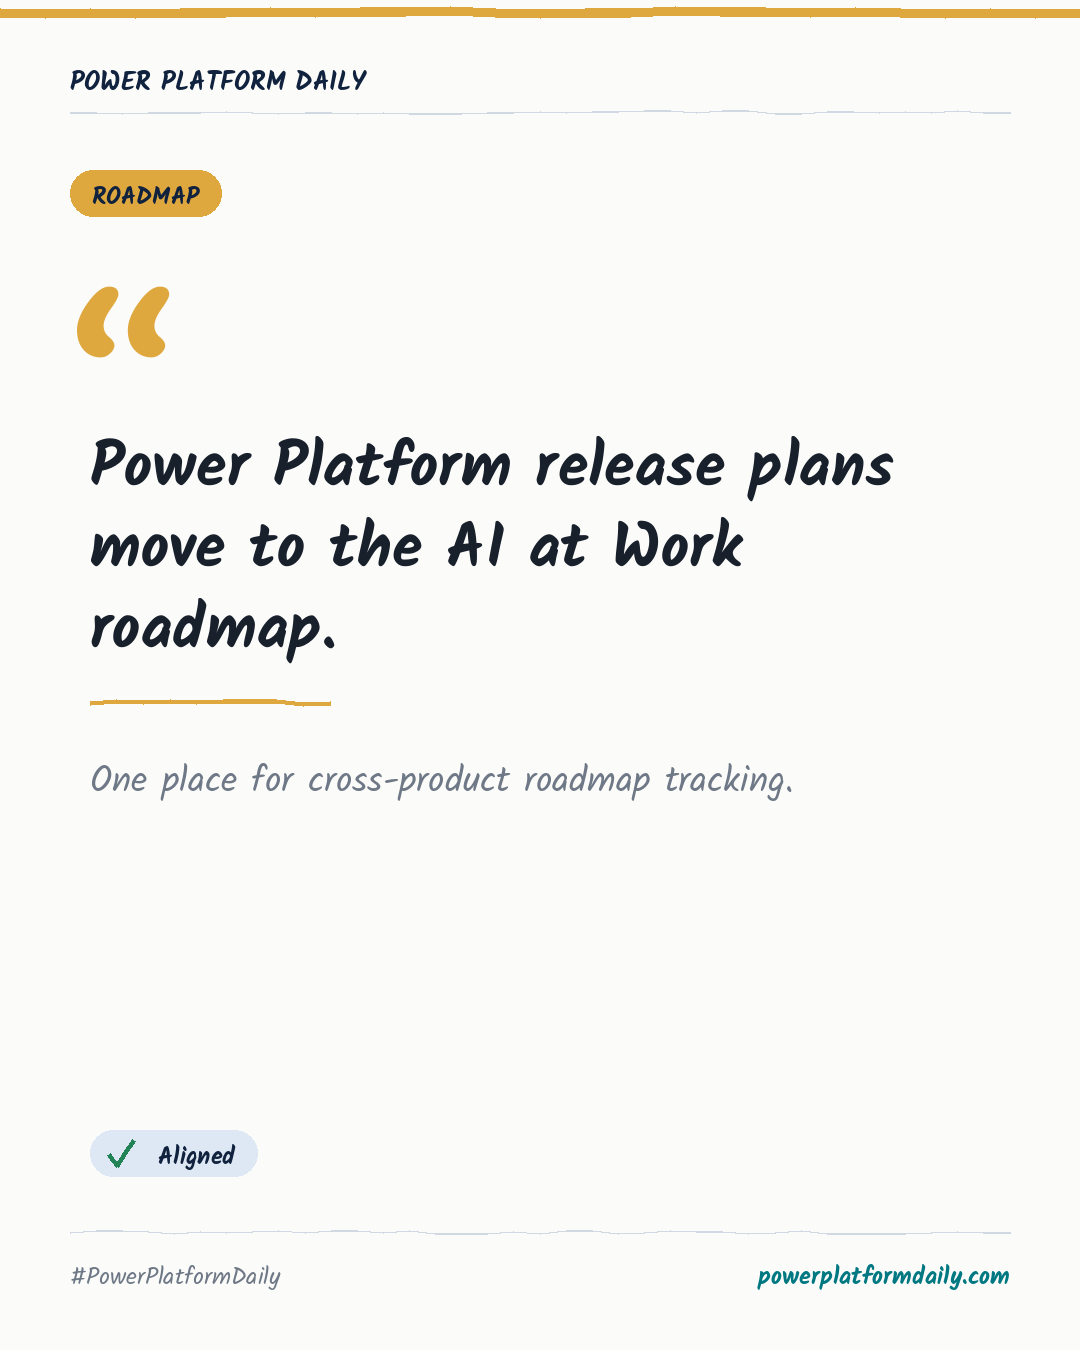 POWER PLATFORM DAILY
ROADMAP
“
Power Platform release plans
move to the AI at Work
roadmap.
One place for cross-product roadmap tracking.
Aligned
#PowerPlatformDaily
powerplatformdaily.com